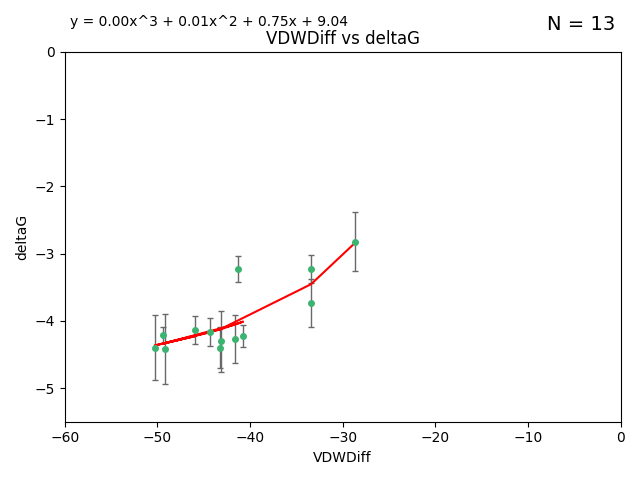 y = 0.00x^3 + 0.01x^2 + 0.75x + 9.04
N = 13
VDWDiff vs deltaG
0
−1
−2
−3
−4
−5
deltaG
−60 −50 −40 −30 −20 −10 0
VDWDiff